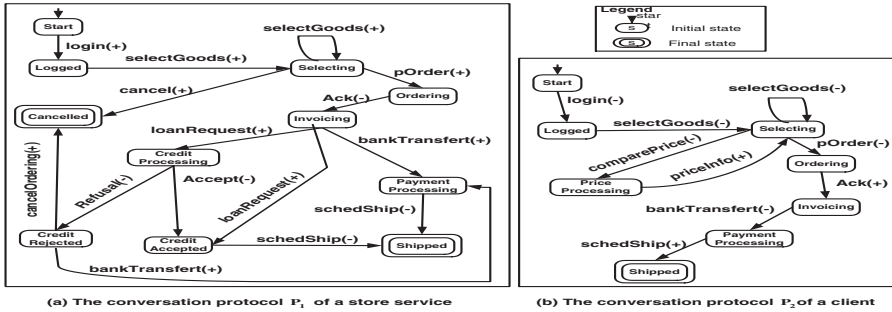 Legend
star
t
S
Initial state
S
Final state
Start
login(+)
Logged
selectGoods(+)
selectGoods(+)
Selecting
pOrder(+)
cancel(+)
Ack(-)
Ordering
Cancelled
Invoicing
loanRequest(+)
bankTransfert(+)
Credit
Processing
cancelOrdering(+)
Refusal(-)
Accept(-)
loanRequest(+)
Payment
Processing
schedShip(-)
Credit
Rejected
Credit
Accepted
schedShip(-)
Shipped
bankTransfert(+)
(a) The conversation protocol P1 of a store service
Start
login(-)
selectGoods(-)
Logged
selectGoods(-)
Selecting
comparePrice(-)
pOrder(-)
priceInfo(+)
Ordering
Price
Processing
Ack(+)
Invoicing
bankTransfert(-)
Payment
Processing
schedShip(+)
Shipped
(b) The conversation protocol P2 of a client